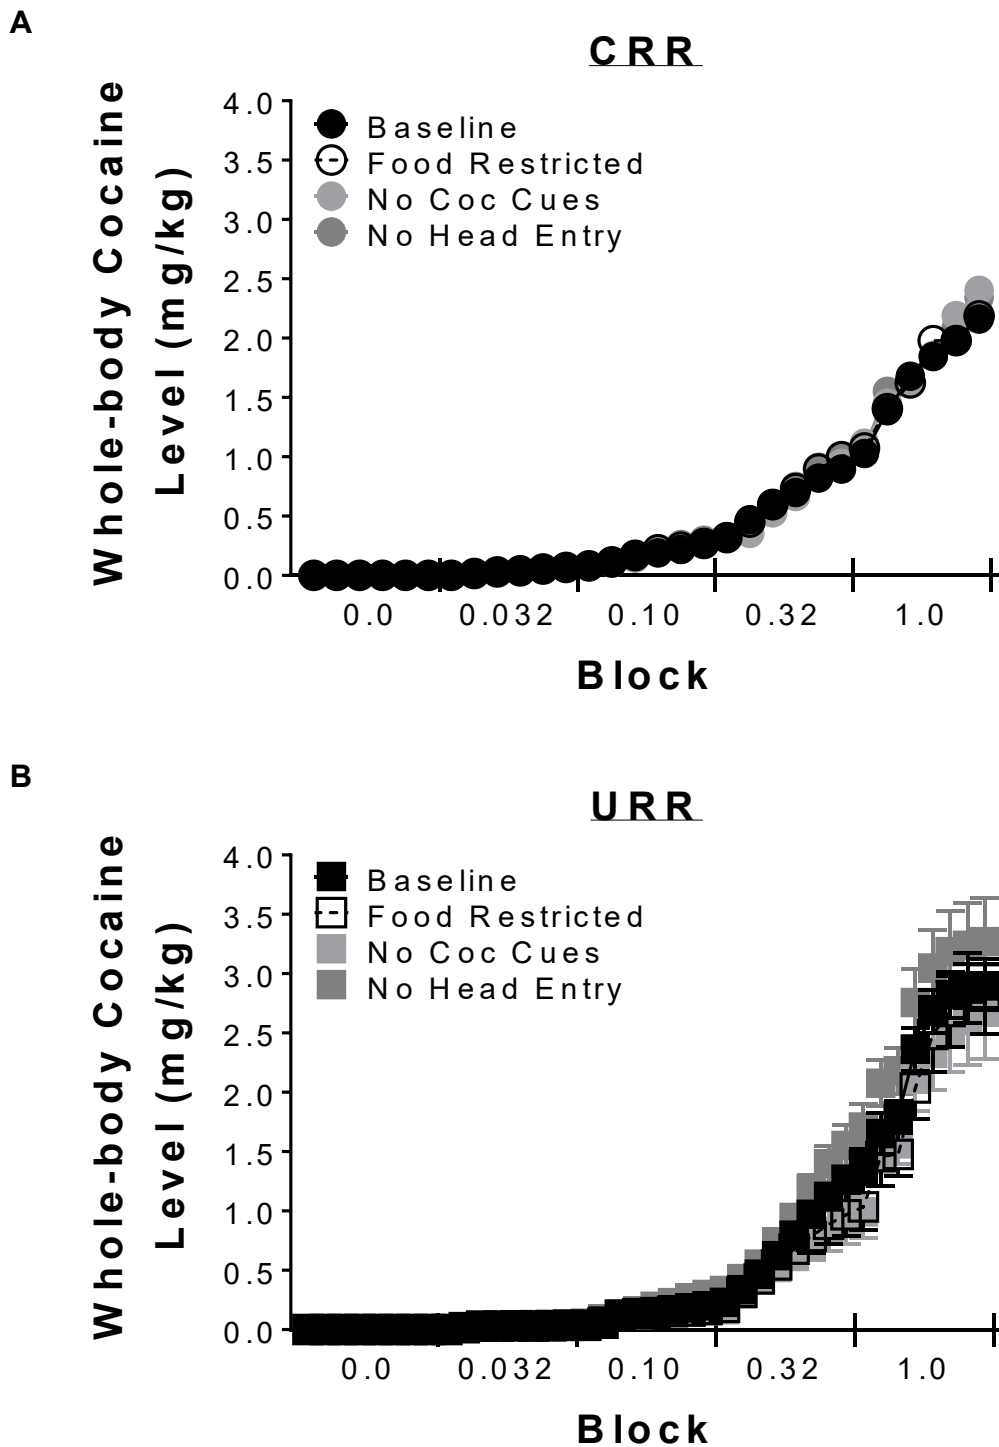 A
CRR
Whole-body Cocaine
Level (mg/kg)
4.0
3.5
3.0
2.5
2.0
1.5
1.0
0.5
0.0
Baseline
Food Restricted
No Coc Cues
No Head Entry
0.0 0.032 0.10 0.32 1.0
Block
B
URR
Whole-body Cocaine
Level (mg/kg)
4.0
3.5
3.0
2.5
2.0
1.5
1.0
0.5
0.0
Baseline
Food Restricted
No Coc Cues
No Head Entry
0.0 0.032 0.10 0.32 1.0
Block